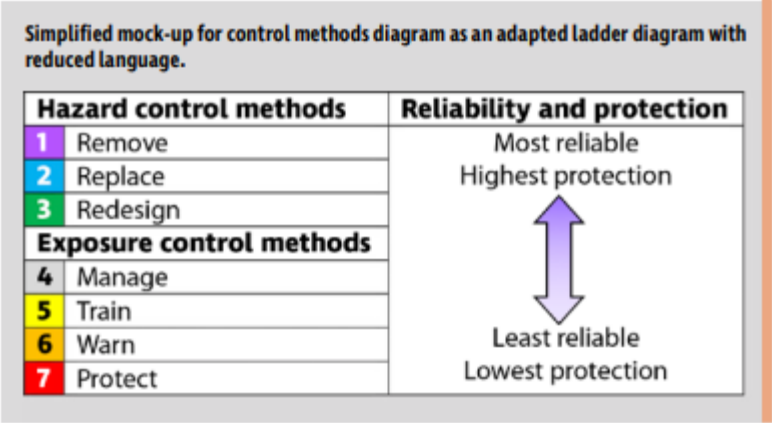 Simplified mock-up for control methods diagram as an adapted ladder diagram with
reduced language.
Hazard control methods
1 Remove
2 Replace
3 Redesign
Exposure control methods
4 Manage
5 Train
6 Warn
7 Protect
Reliability and protection
Most reliable
Highest protection
Least reliable
Lowest protection